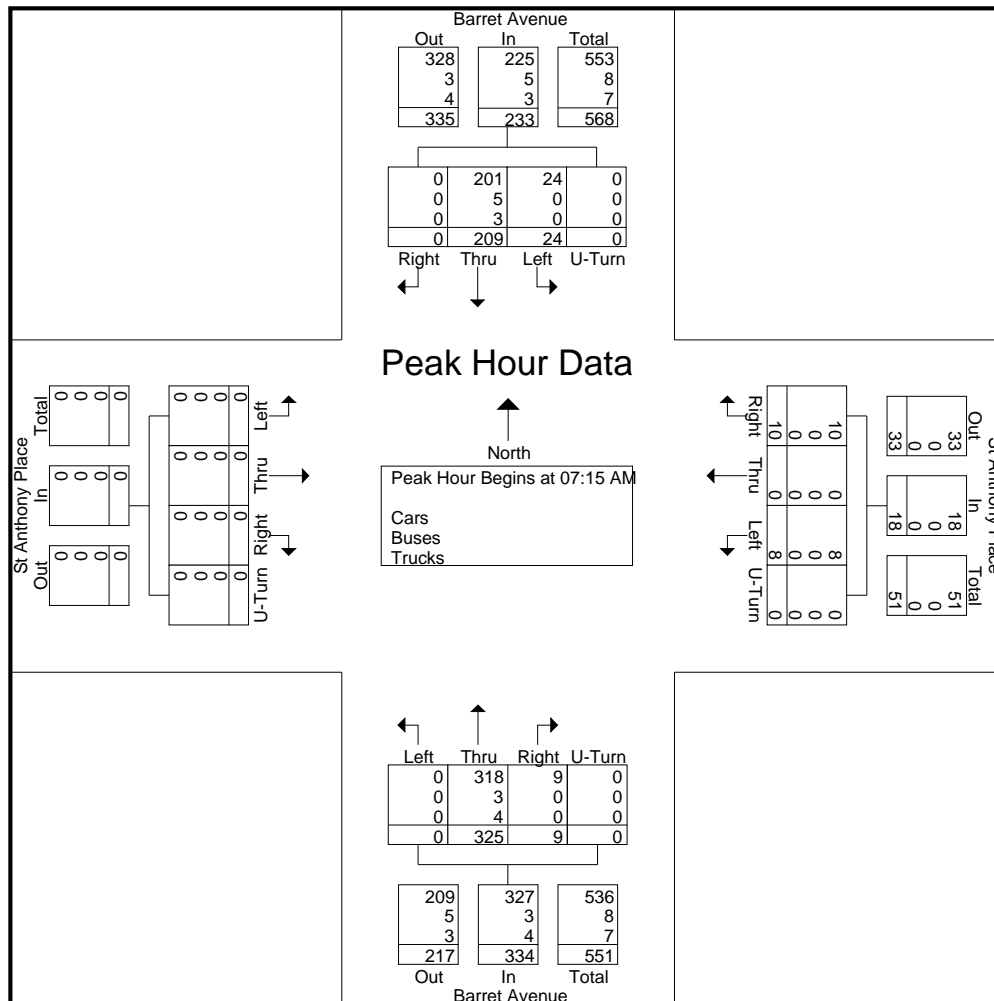 Barret Avenue
Out In Total
328 225 553
3 5 8
4 3 7
335 233 568
0 201 24 0
0 5 0 0
0 3 0 0
0 209 24 0
Right Thru Left U-Turn
Peak Hour Data
North
Peak Hour Begins at 07:15 AM
Cars
Buses
Trucks
St Anthony Place
Total In Out
0 0 0
0 0 0
0 0 0
0 0 0
Left Thru Right U-Turn
0 0 0 0
0 0 0 0
0 0 0 0
0 0 0 0
Right Thru Left U-Turn
10 0 8 0
0 0 0 0
0 0 0 0
10 0 8 0
St Anthony Place
Out In Total
33 18 51
0 0 0
0 0 0
33 18 51
Left Thru Right U-Turn
0 318 9 0
0 3 0 0
0 4 0 0
0 325 9 0
209 327 536
5 3 8
3 4 7
217 334 551
Out In Total
Barret Avenue